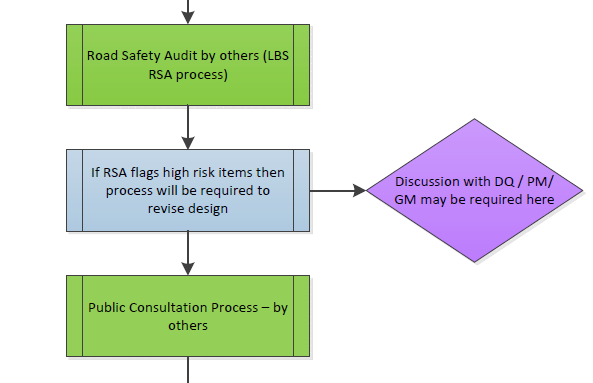 Road Safety Audit by others (LBS
RSA process)
If RSA flags high risk items then
process will be required to
revise design
Discussion with DQ / PM/
GM may be required here
Public Consultation Process – by
others